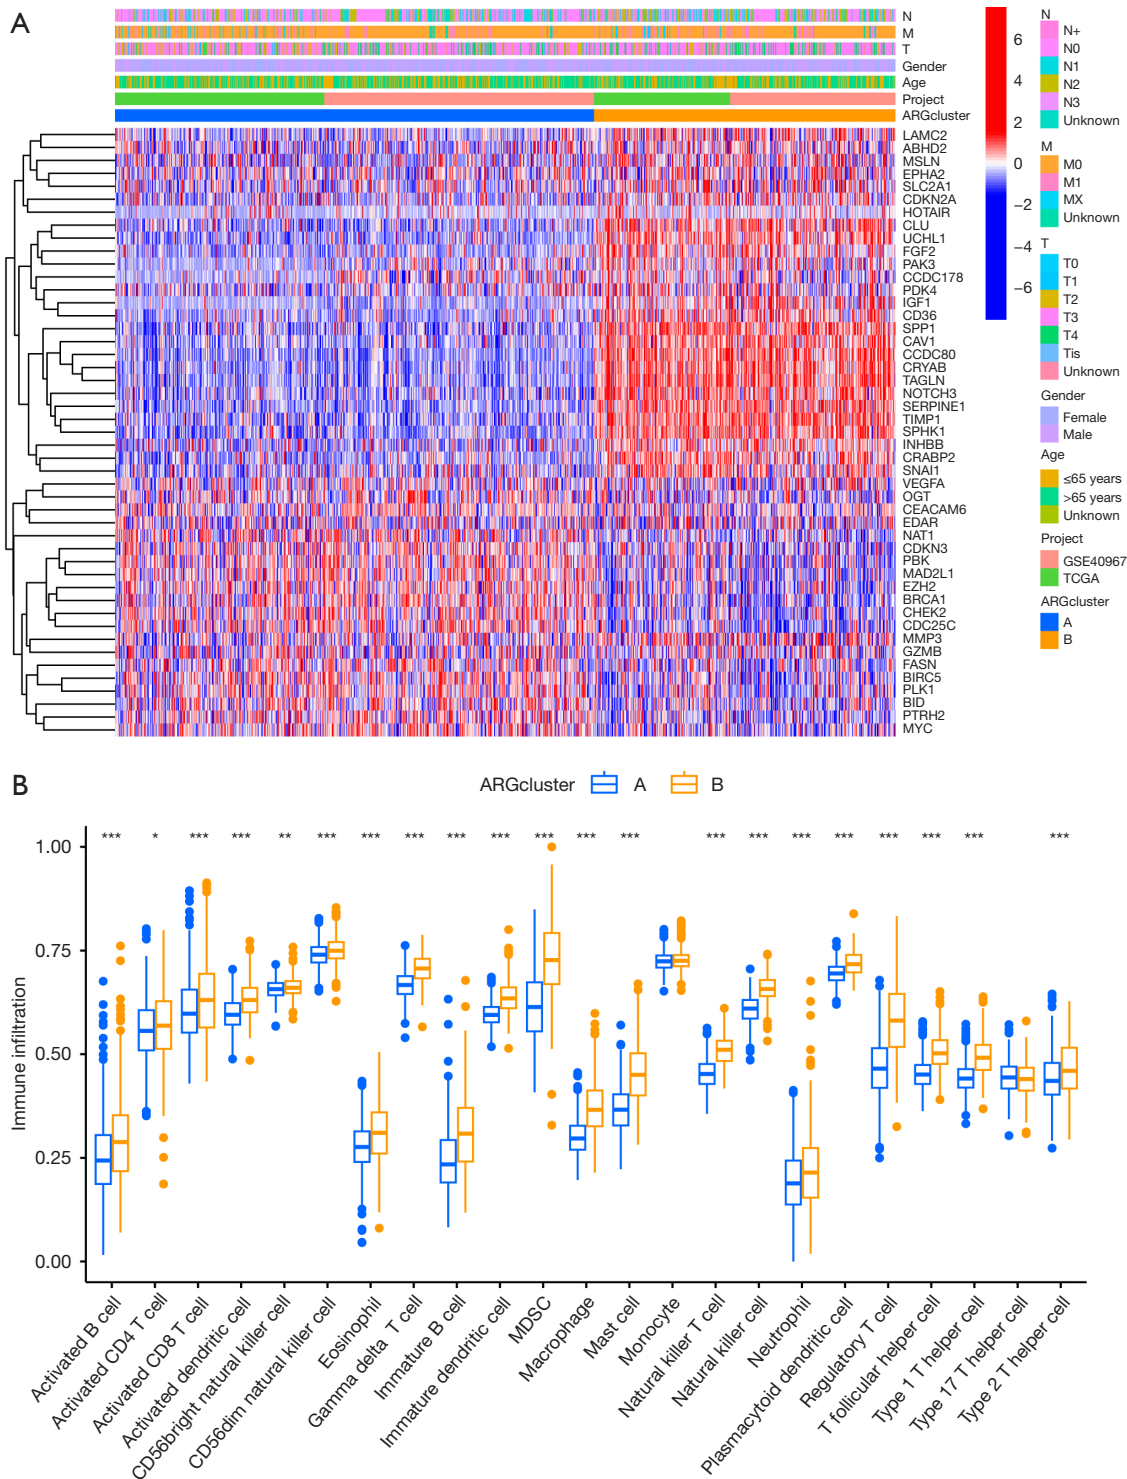 A
N
M
T
Gender
Age
Project
ARGcluster
LAMC2
ABHD2
MSLN
EPHA2
SLC2A1
CDKN2A
HOTAIR
CLU
UCHL1
FGF2
PAK3
CCDC178
PDK4
IGF1
CD36
SPP1
CAV1
CCDC80
CRYAB
TAGLN
NOTCH3
SERPINE1
TIMP1
SPHK1
INHBB
CRABP2
SNAI1
VEGFA
OGT
CEACAM6
EDAR
NAT1
CDKN3
PBK
MAD2L1
EZH2
BRCA1
CHEK2
CDC25C
MMP3
GZMB
FASN
BIRC5
PLK1
BID
PTRH2
MYC
6
4
2
0
−2
−4
−6
N
N+
N0
N1
N2
N3
Unknown
M
M0
M1
MX
Unknown
T
T0
T1
T2
T3
T4
Tis
Unknown
Gender
Female
Male
Age
≤65 years
>65 years
Unknown
Project
GSE40967
TCGA
ARGcluster
A
B
B
ARGcluster A B
*** * *** *** ** *** *** *** *** *** *** *** *** *** *** *** *** *** *** *** ***
Immune infiltration
1.00
0.75
0.50
0.25
0.00
Activated B cell
Activated CD4 T cell
Activated CD8 T cell
Activated dendritic cell
CD56bright natural killer cell
CD56dim natural killer cell
Eosinophil
Gamma delta T cell
Immature B cell
Immature dendritic cell
MDSC
Macrophage
Mast cell
Monocyte
Natural killer T cell
Natural killer cell
Neutrophil
Plasmacytoid dendritic cell
Regulatory T cell
T follicular helper cell
Type 1 T helper cell
Type 17 T helper cell
Type 2 T helper cell